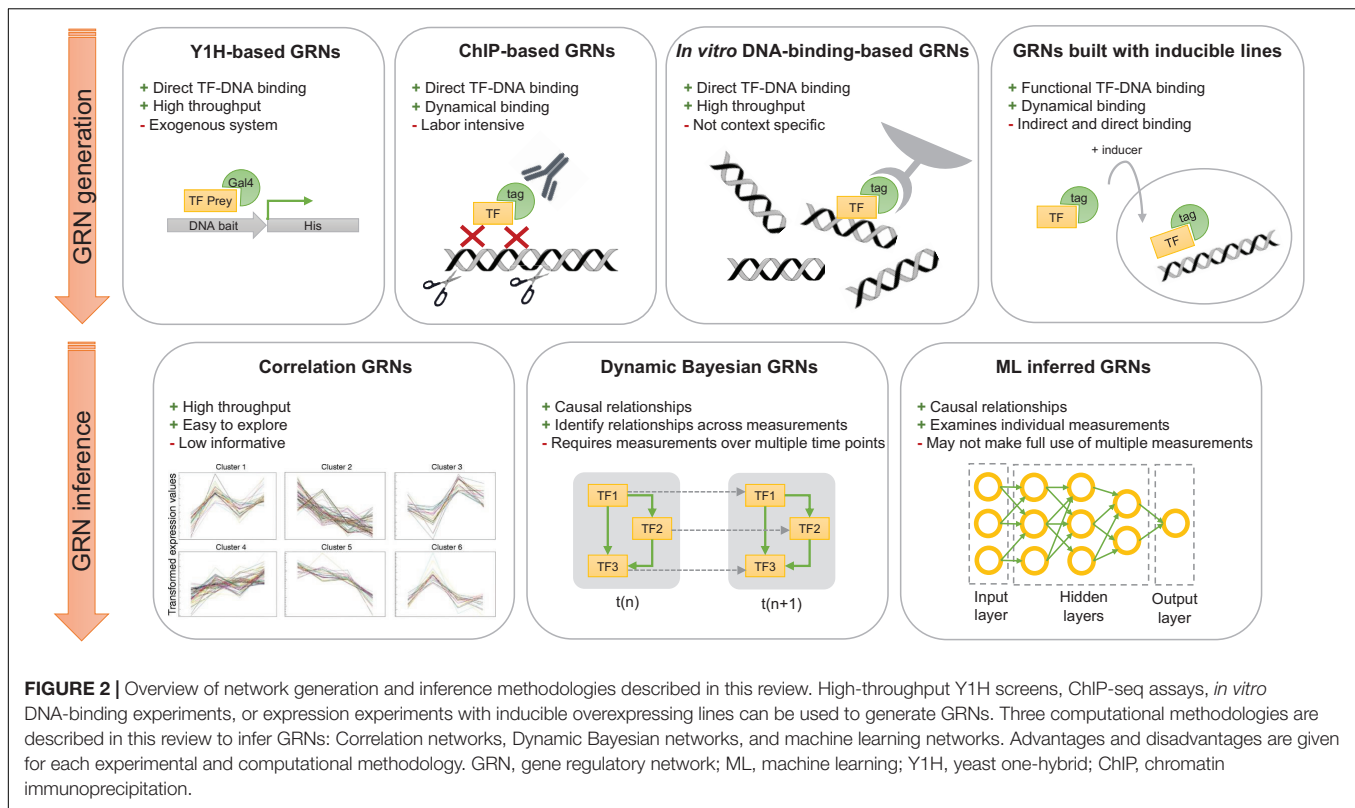 GRN generation
Y1H-based GRNs
+ Direct TF-DNA binding
+ High throughput
- Exogenous system
Gal4
TF Prey
DNA bait
His
ChIP-based GRNs
+ Direct TF-DNA binding
+ Dynamical binding
- Labor intensive
tag
TF
In vitro DNA-binding-based GRNs
+ Direct TF-DNA binding
+ High throughput
- Not context specific
tag
TF
GRNs built with inducible lines
+ Functional TF-DNA binding
+ Dynamical binding
- Indirect and direct binding
+ inducer
tag
TF
tag
TF
GRN inference
Correlation GRNs
+ High throughput
+ Easy to explore
- Low informative
Transformed expression values
Cluster 1
Cluster 2
Cluster 3
Cluster 4
Cluster 5
Cluster 6
Dynamic Bayesian GRNs
+ Causal relationships
+ Identify relationships across measurements
- Requires measurements over multiple time points
TF1
TF2
TF3
t(n)
TF1
TF2
TF3
t(n+1)
ML inferred GRNs
+ Causal relationships
+ Examines individual measurements
- May not make full use of multiple measurements
Input
layer
Hidden
layers
Output
layer
FIGURE 2 | Overview of network generation and inference methodologies described in this review. High-throughput Y1H screens, ChIP-seq assays, in vitro
DNA-binding experiments, or expression experiments with inducible overexpressing lines can be used to generate GRNs. Three computational methodologies are
described in this review to infer GRNs: Correlation networks, Dynamic Bayesian networks, and machine learning networks. Advantages and disadvantages are given
for each experimental and computational methodology. GRN, gene regulatory network; ML, machine learning; Y1H, yeast one-hybrid; ChIP, chromatin
immunoprecipitation.